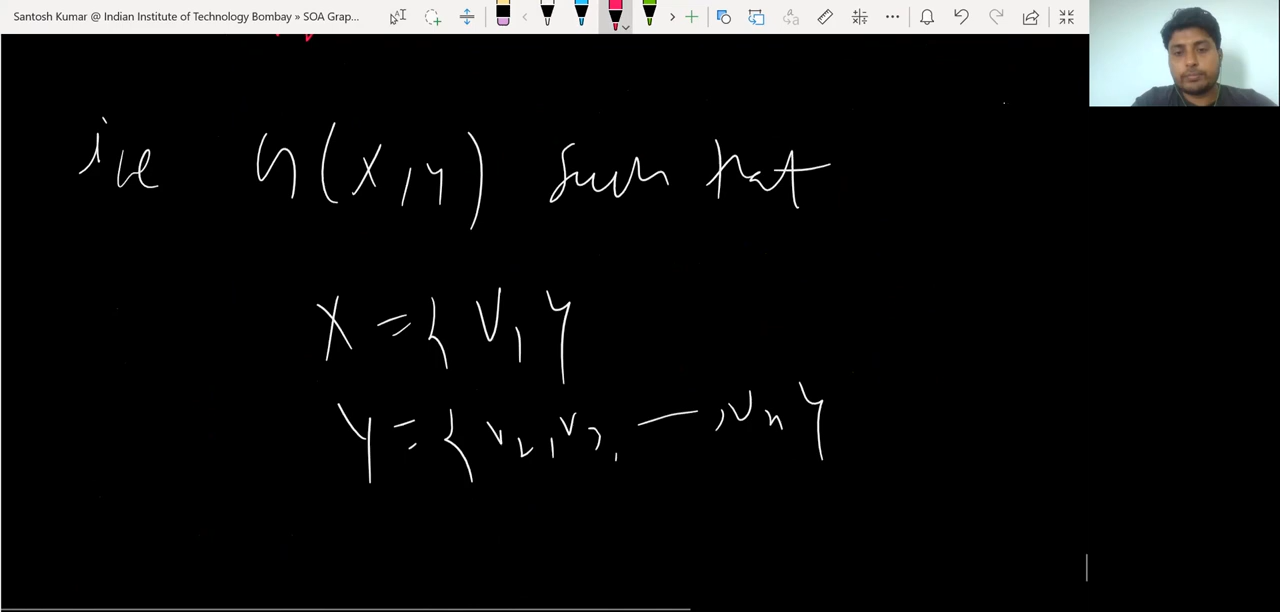 Santosh Kumar @ Indian Institute of Technology Bombay » SOA Grap...
i.e G(X,Y) such that
X = { V1 }
Y = { V2, V3, — , Vn }